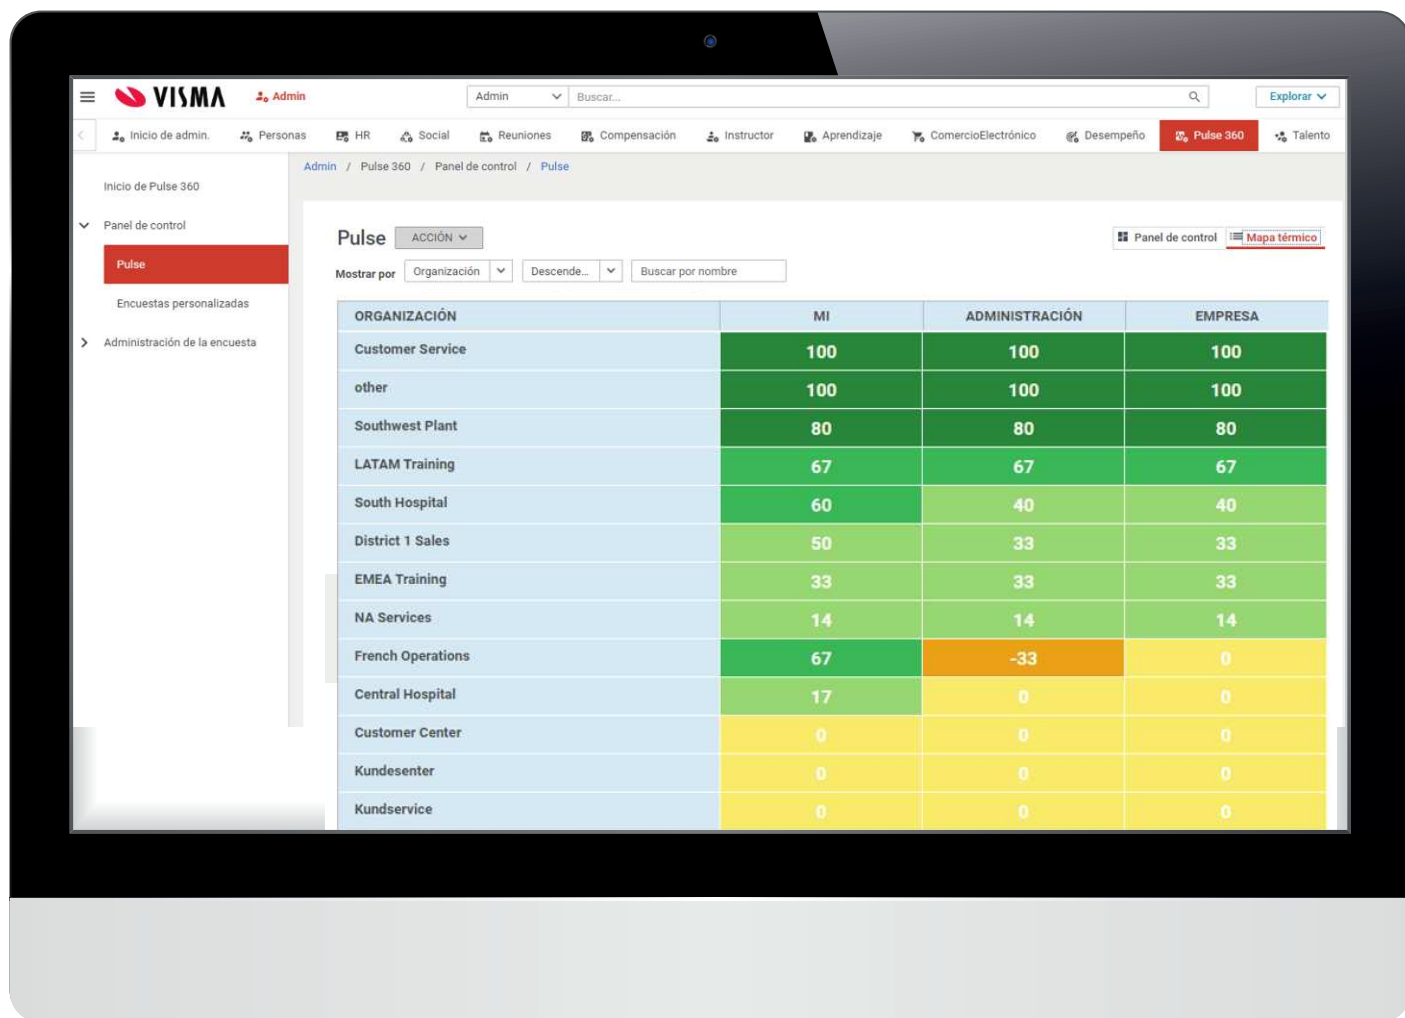 VISMA Admin Admin Buscar... Explorar
Inicio de admin. Personas HR Social Reuniones Compensación Instructor Aprendizaje ComercioElectrónico Desempeño Pulse 360 Talento
Admin / Pulse 360 / Panel de control / Pulse
Inicio de Pulse 360
Panel de control
Pulse
Encuestas personalizadas
Administración de la encuesta
Pulse ACCIÓN Panel de control Mapa térmico
Mostrar por Organización Descende... Buscar por nombre
ORGANIZACIÓN MI ADMINISTRACIÓN EMPRESA
Customer Service 100 100 100
other 100 100 100
Southwest Plant 80 80 80
LATAM Training 67 67 67
South Hospital 60 40 40
District 1 Sales 50 33 33
EMEA Training 33 33 33
NA Services 14 14 14
French Operations 67 -33 0
Central Hospital 17 0 0
Customer Center 0 0 0
Kundesenter 0 0 0
Kundservice 0 0 0